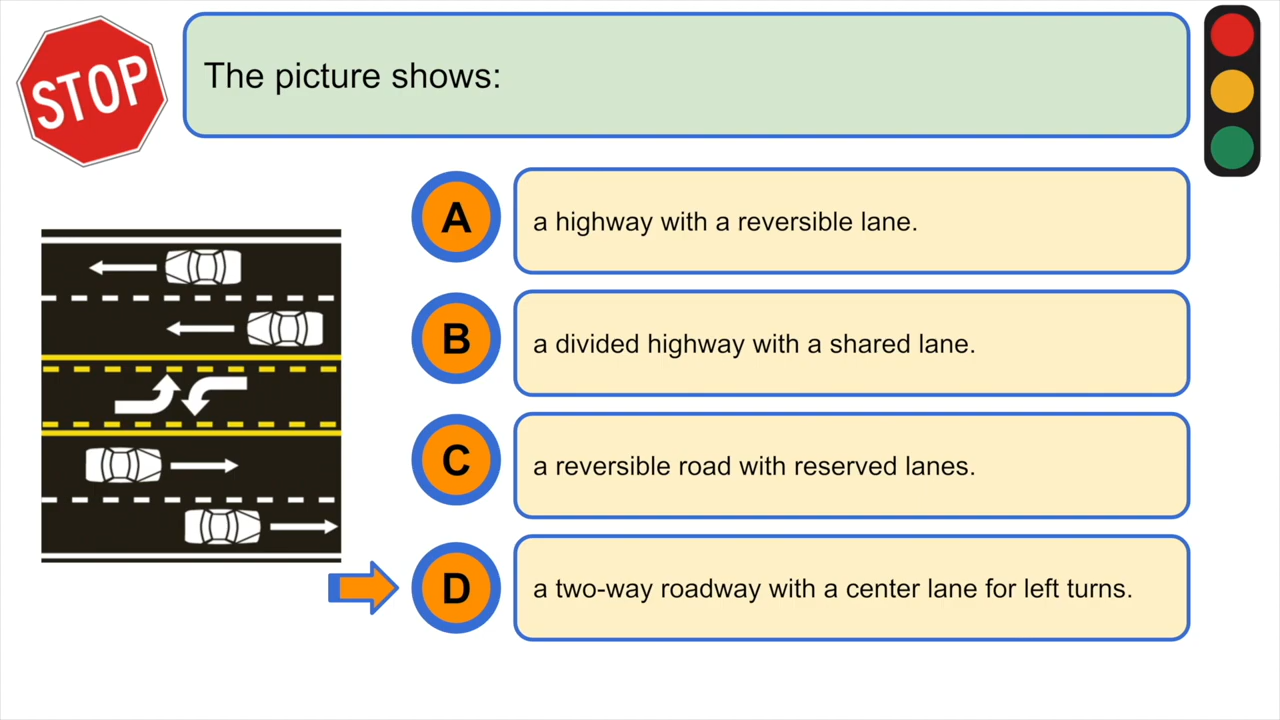 STOP
The picture shows:
A
a highway with a reversible lane.
B
a divided highway with a shared lane.
C
a reversible road with reserved lanes.
D
a two-way roadway with a center lane for left turns.